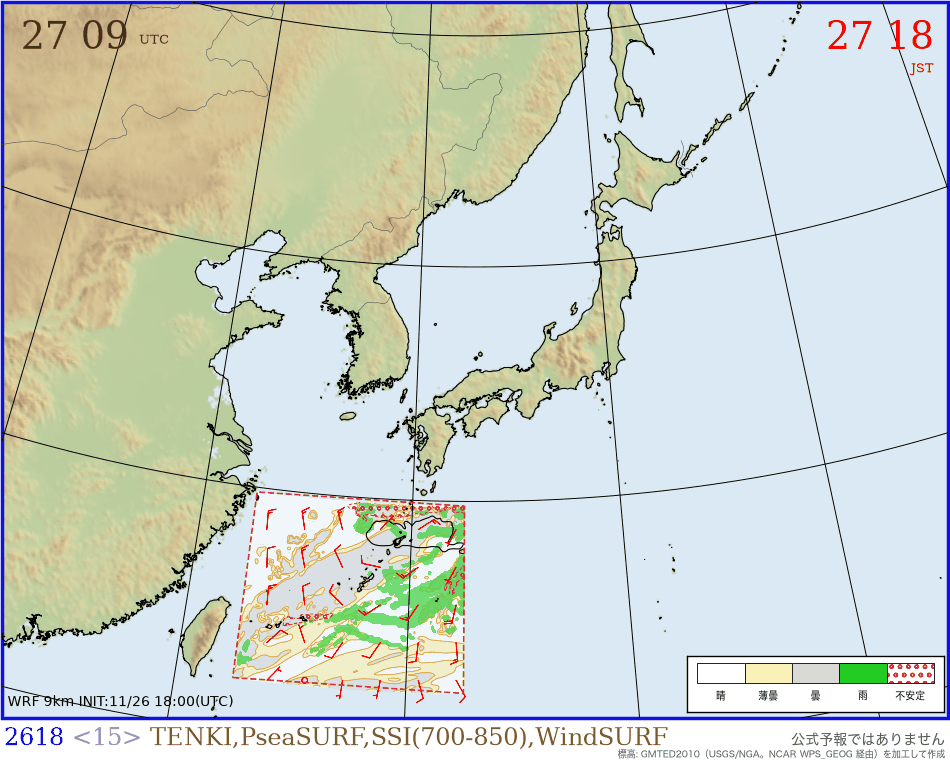 27 09 UTC
27 18
JST
晴 薄曇 曇 雨 不安定
WRF 9km INIT:11/26 18:00(UTC)
2618 <15> TENKI,PseaSURF,SSI(700-850),WindSURF
公式予報ではありません
標高: GMTED2010（USGS/NGA。NCAR WPS_GEOG 経由）を加工して作成